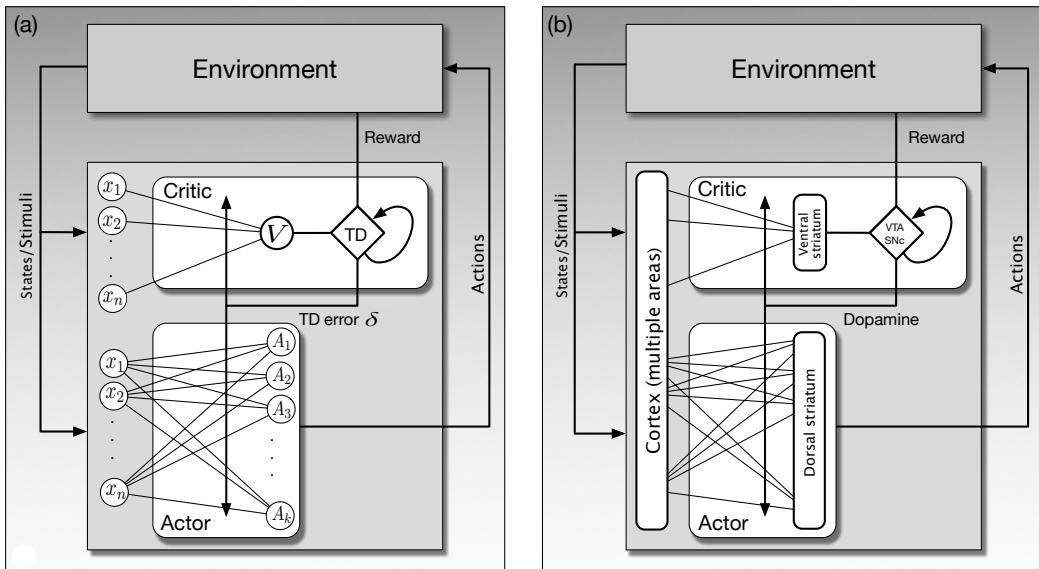 (a)
Environment
Reward
States/Stimuli
Actions
Critic
x₁
x₂
xₙ
V
TD
TD error δ
x₁
x₂
xₙ
A₁
A₂
A₃
Aₖ
Actor
(b)
Environment
Reward
States/Stimuli
Actions
Cortex (multiple areas)
Critic
Ventral
striatum
VTA
SNc
Dopamine
Dorsal striatum
Actor